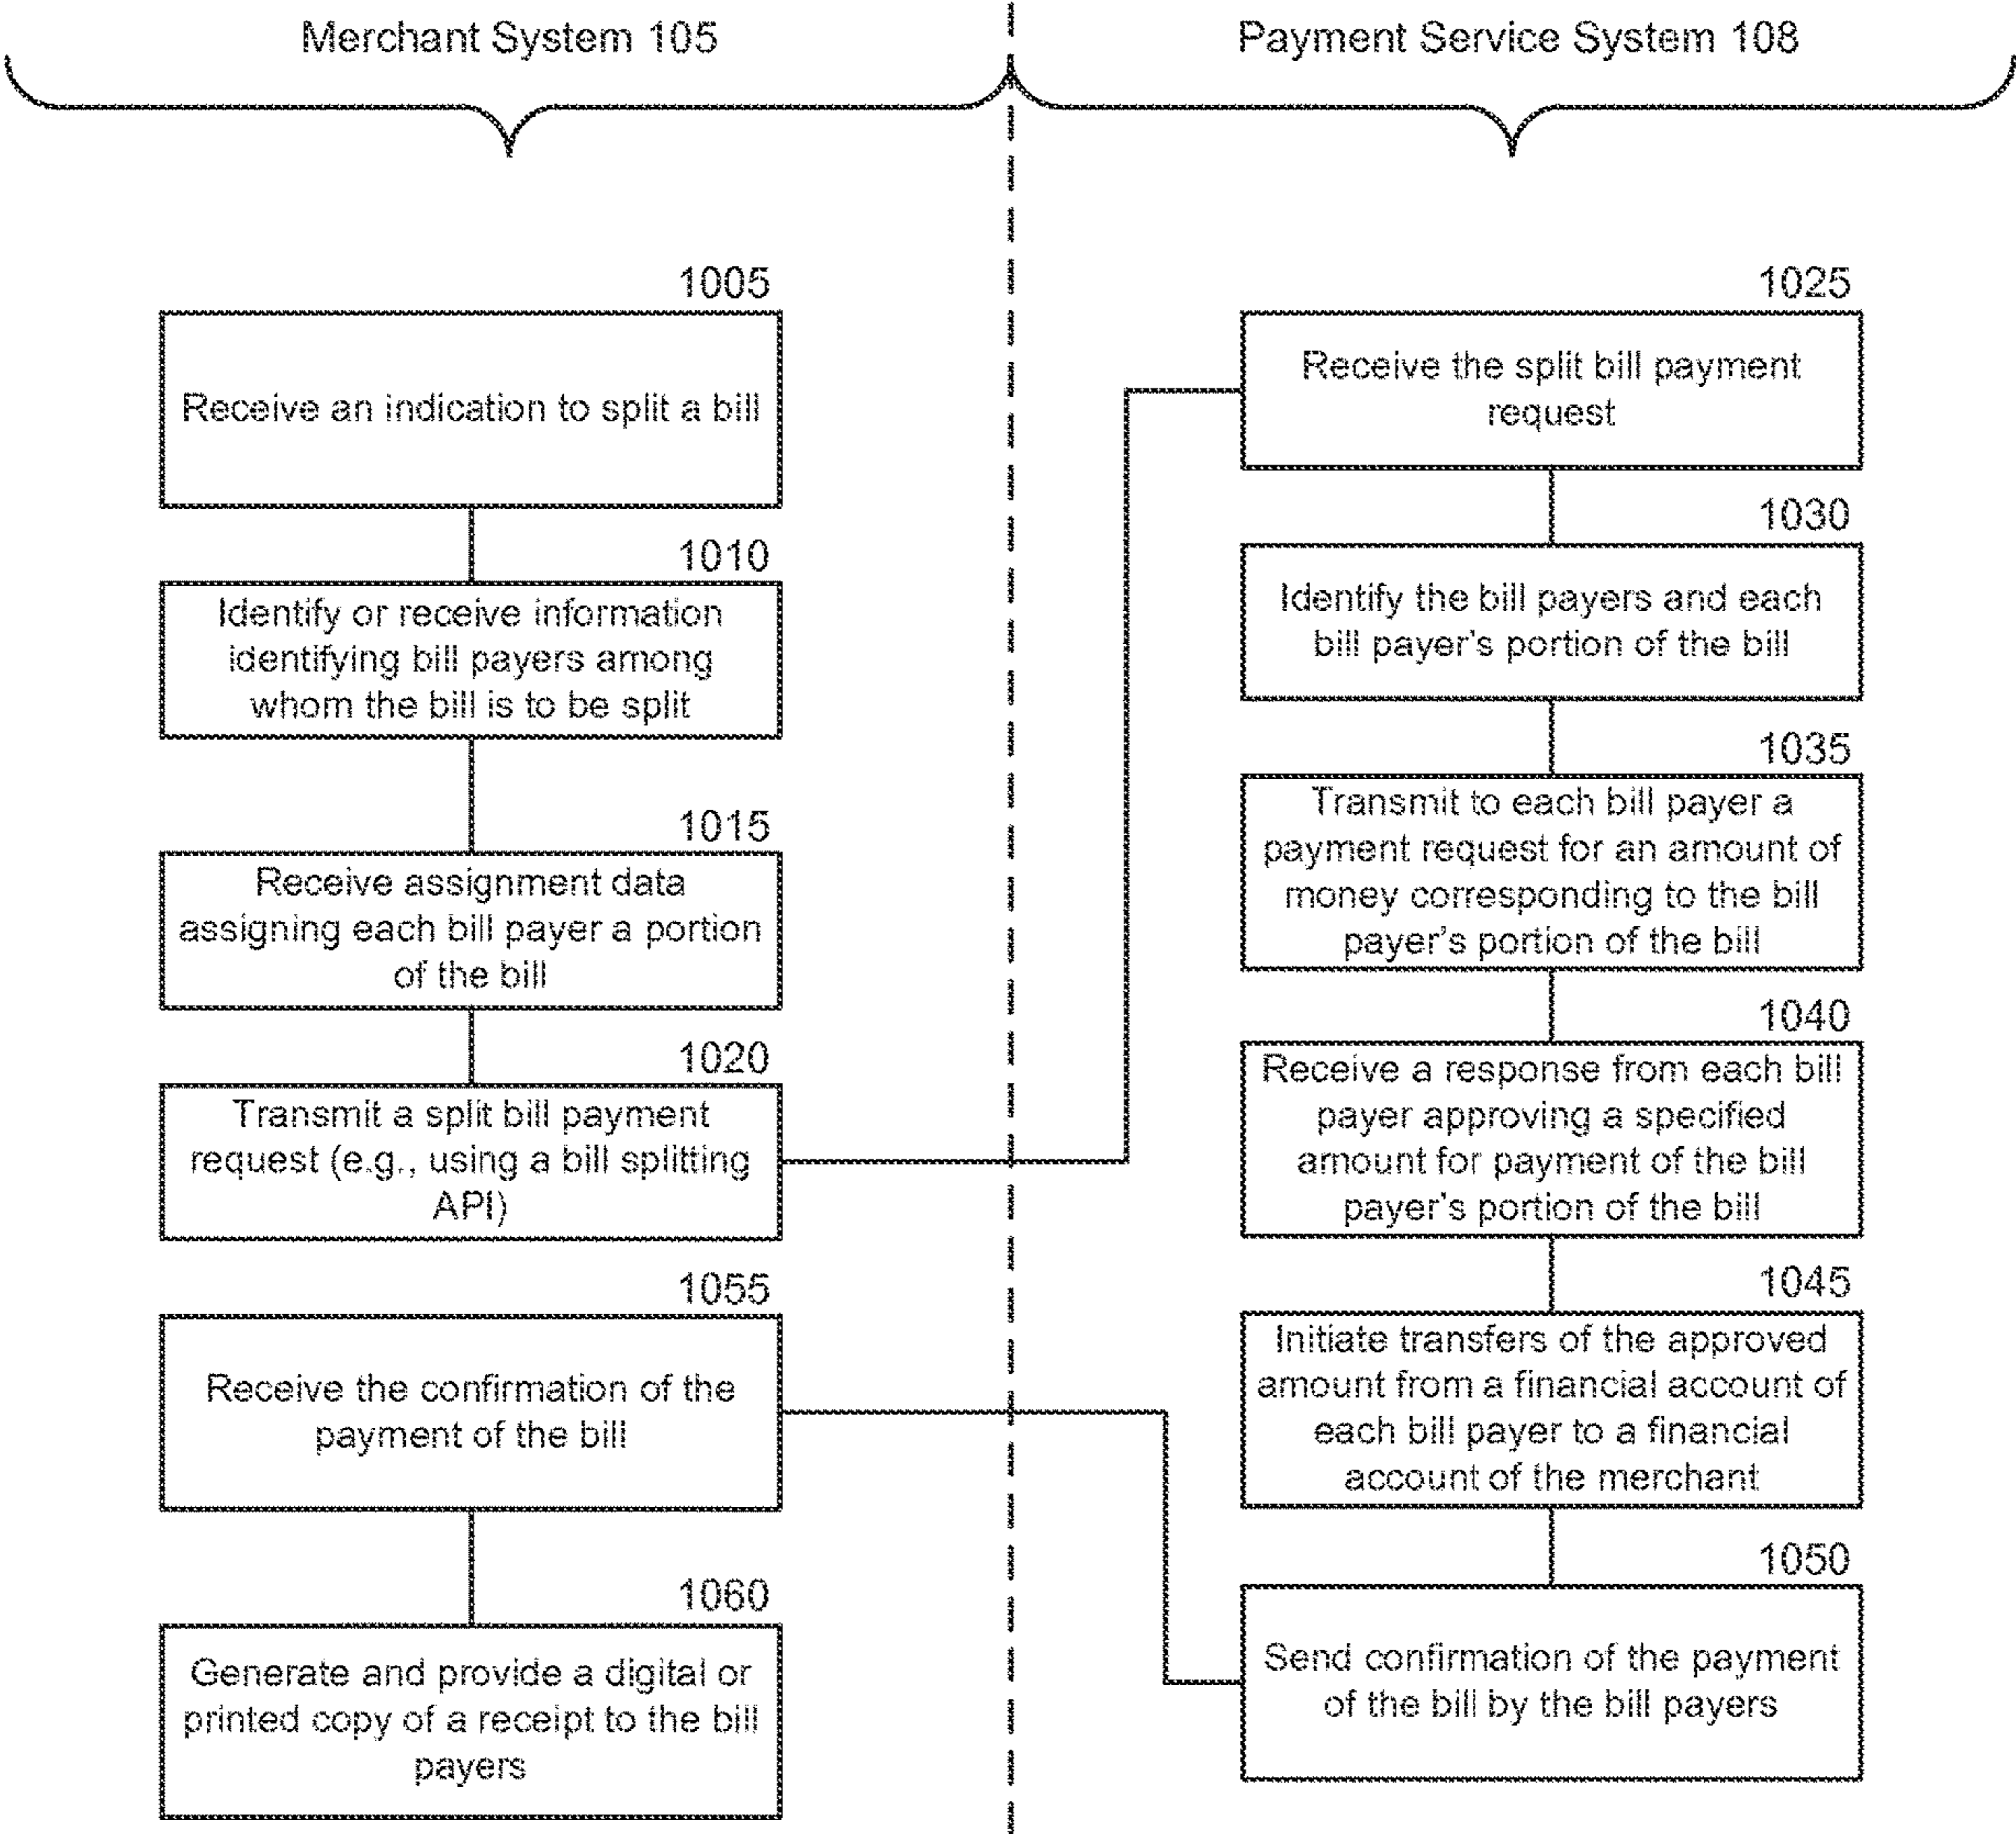 Merchant System 105
Payment Service System 108
1005
Receive an indication to split a bill
1010
Identify or receive information
identifying bill payers among
whom the bill is to be split
1015
Receive assignment data
assigning each bill payer a portion
of the bill
1020
Transmit a split bill payment
request (e.g., using a bill splitting
API)
1055
Receive the confirmation of the
payment of the bill
1060
Generate and provide a digital or
printed copy of a receipt to the bill
payers
1025
Receive the split bill payment
request
1030
Identify the bill payers and each
bill payer's portion of the bill
1035
Transmit to each bill payer a
payment request for an amount of
money corresponding to the bill
payer's portion of the bill
1040
Receive a response from each bill
payer approving a specified
amount for payment of the bill
payer's portion of the bill
1045
Initiate transfers of the approved
amount from a financial account of
each bill payer to a financial
account of the merchant
1050
Send confirmation of the payment
of the bill by the bill payers